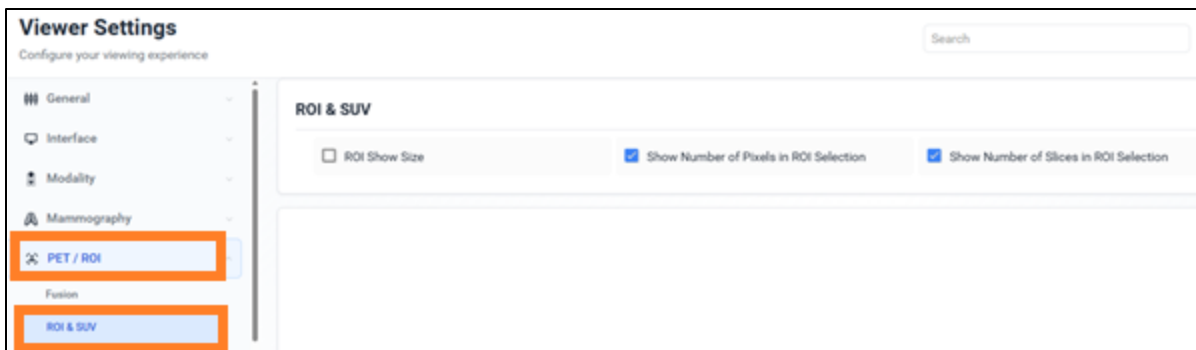 Viewer Settings
Configure your viewing experience
Search
General
Interface
Modality
Mammography
PET / ROI
Fusion
ROI & SUV
ROI & SUV
ROI Show Size
Show Number of Pixels in ROI Selection
Show Number of Slices in ROI Selection